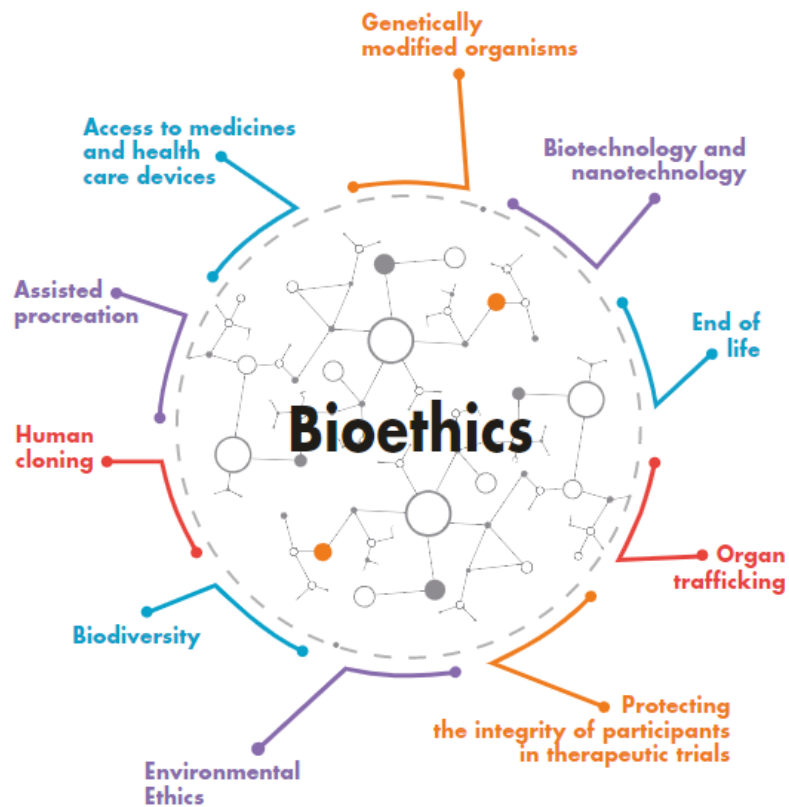 Genetically
modified organisms
Access to medicines
and health
care devices
Biotechnology and
nanotechnology
Assisted
procreation
End of
life
Bioethics
Human
cloning
Organ
trafficking
Biodiversity
Protecting
the integrity of participants
in therapeutic trials
Environmental
Ethics